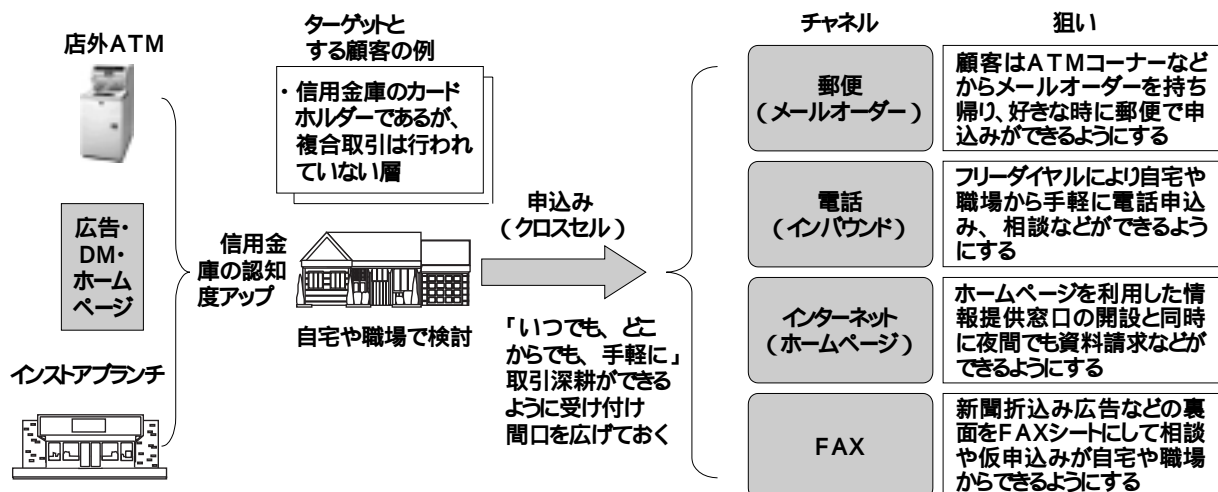 店外ATM
広告・
DM・
ホーム
ページ
インストアブランチ
信用金
庫の認知
度アップ
ターゲットと
する顧客の例
・信用金庫のカード
ホルダーであるが、
複合取引は行われ
ていない層
自宅や職場で検討
申込み
(クロスセル)
「いつでも、どこ
からでも、手軽に」
取引深耕ができる
ように受け付け
間口を広げておく
チャネル
狙い
郵便
(メールオーダー)
顧客はATMコーナーなど
からメールオーダーを持ち
帰り、好きな時に郵便で申
込みができるようにする
電話
(インバウンド)
フリーダイヤルにより自宅や
職場から手軽に電話申込
み、相談などができるよう
にする
インターネット
(ホームページ)
ホームページを利用した情
報提供窓口の開設と同時
に夜間でも資料請求などが
できるようにする
FAX
新聞折込み広告などの裏
面をFAXシートにして相談
や仮申込みが自宅や職場
からできるようにする